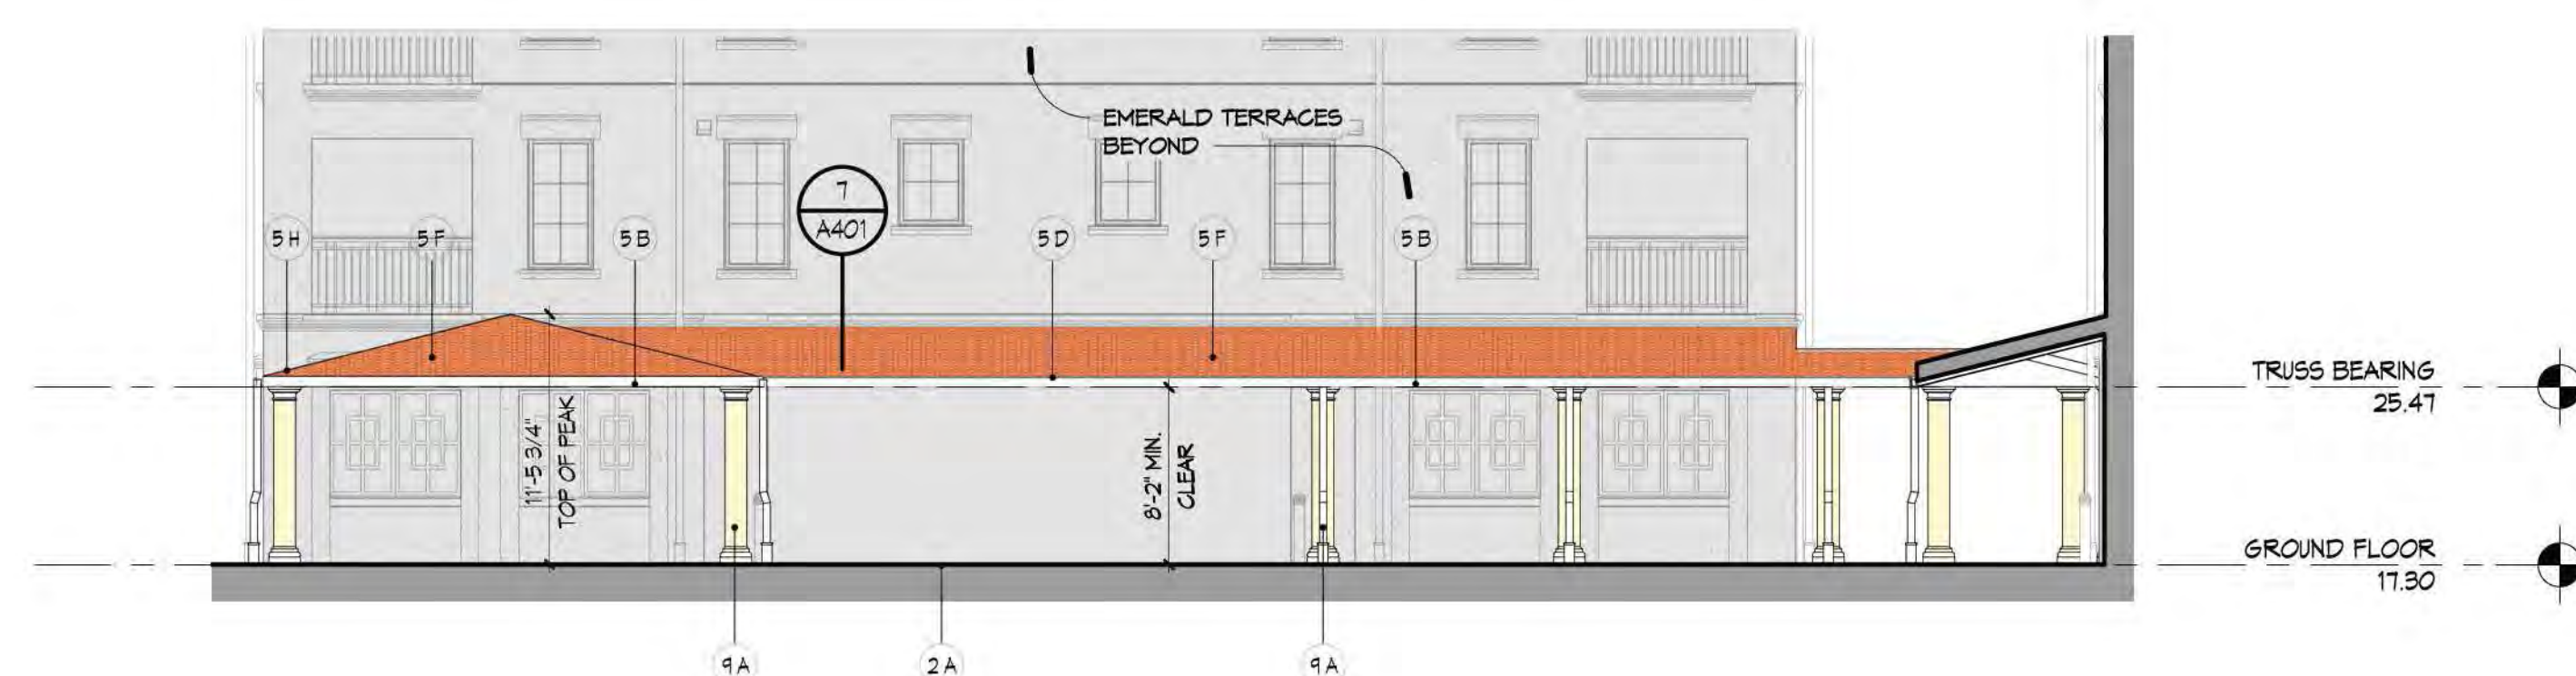 EMERALD TERRACES
BEYOND
7
A401
5H
5F
5B
5D
5F
5B
11'-5 3/4"
TOP OF PEAK
8'-2" MIN.
CLEAR
TRUSS BEARING
25.47
GROUND FLOOR
17.30
9A
2A
9A